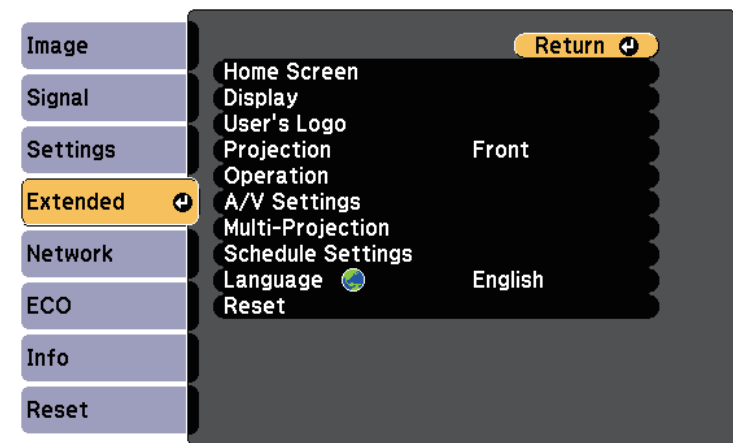 Image
Signal
Settings
Extended
Network
ECO
Info
Reset
Return
Home Screen
Display
User's Logo
Projection Front
Operation
A/V Settings
Multi-Projection
Schedule Settings
Language English
Reset